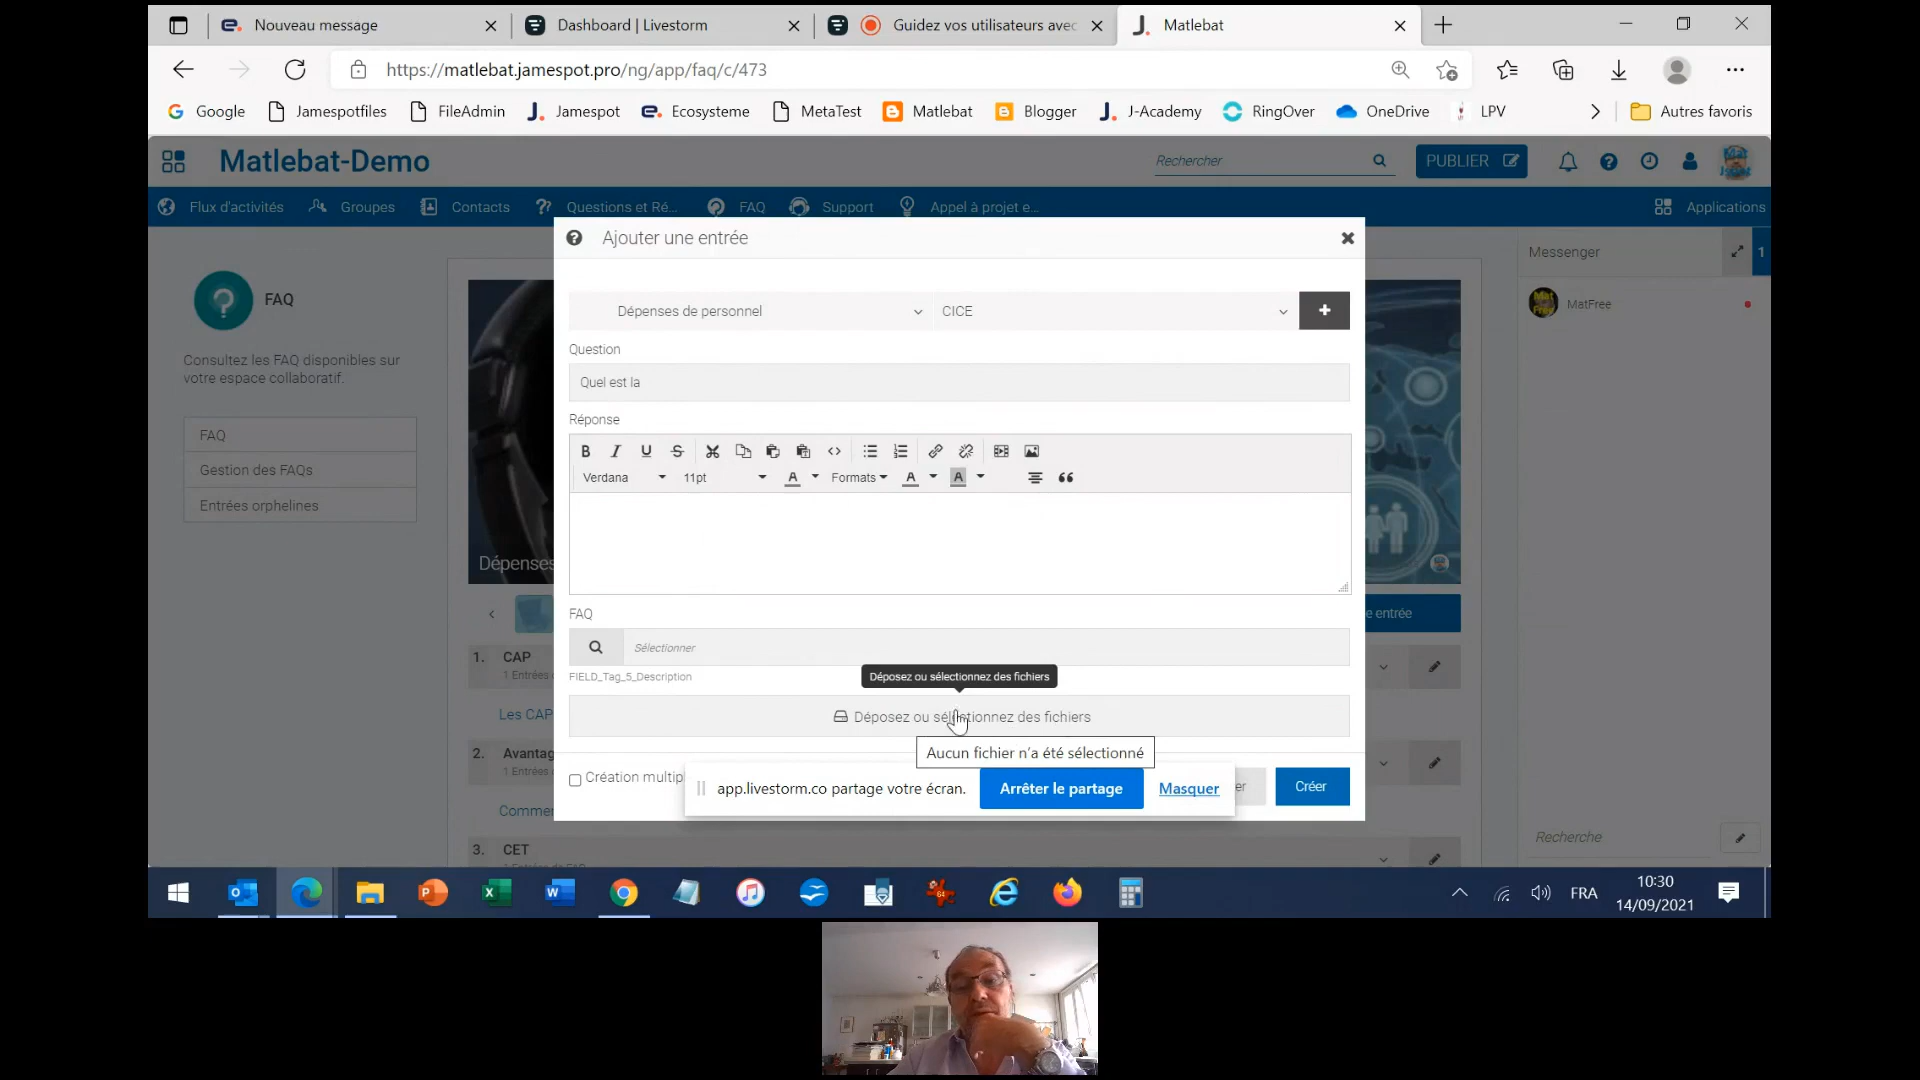 Nouveau message
Dashboard | Livestorm
Guidez vos utilisateurs avec
Matlebat
https://matlebat.jamespot.pro/ng/app/faq/c/473
Google
Jamespotfiles
FileAdmin
Jamespot
Ecosysteme
MetaTest
Matlebat
Blogger
J-Academy
RingOver
OneDrive
LPV
Autres favoris
Matlebat-Demo
Rechercher
PUBLIER
Flux d'activités
Groupes
Contacts
Questions et Ré...
FAQ
Support
Appel à projet e...
Applications
FAQ
Consultez les FAQ disponibles sur
votre espace collaboratif.
FAQ
Gestion des FAQs
Entrées orphelines
Dépenses
1. CAP
1 Entrées
Les CAP
2. Avantag
1 Entrées
Commer
3. CET
e entrée
Ajouter une entrée
Dépenses de personnel
CICE
Question
Quel est la
Réponse
Verdana
11pt
Formats
FAQ
Sélectionner
FIELD_Tag_5_Description
Déposez ou sélectionnez des fichiers
Déposez ou sélectionnez des fichiers
Aucun fichier n'a été sélectionné
Création multipl
er
Créer
app.livestorm.co partage votre écran.
Arrêter le partage
Masquer
Messenger
1
MatFree
Recherche
FRA
10:30
14/09/2021